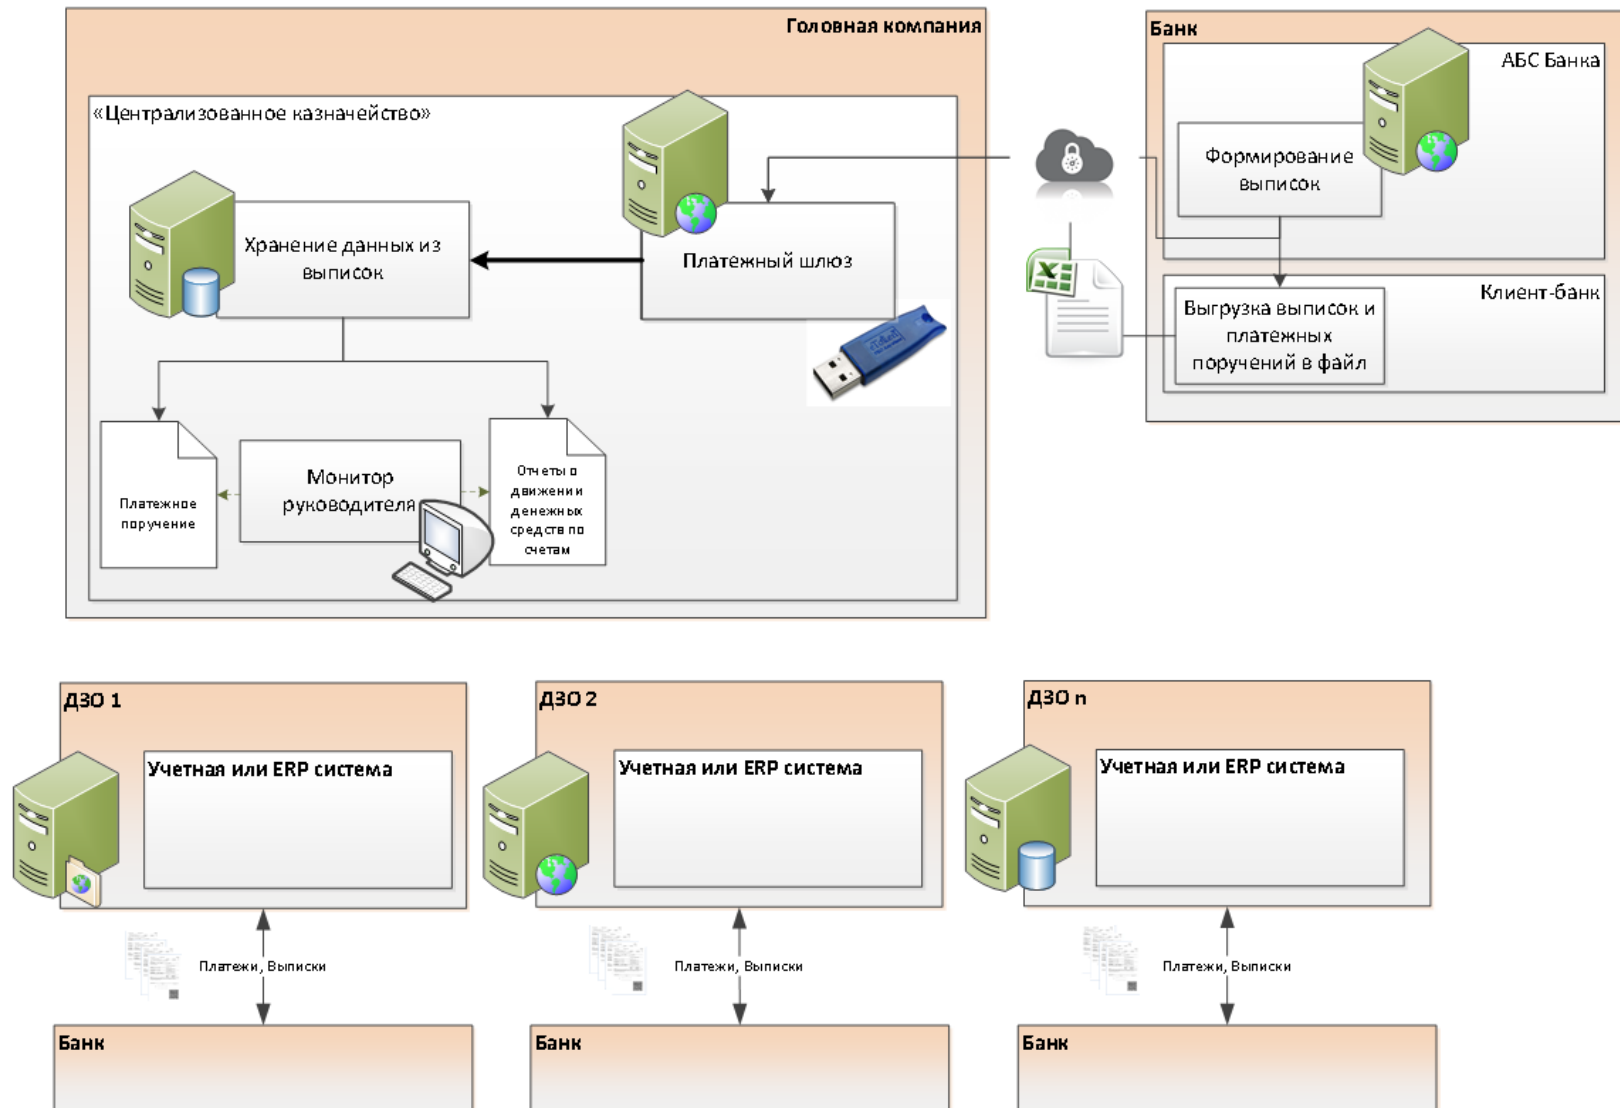 Головная компания
«Централизованное казначейство»
Хранение данных из
выписок
Платежный шлюз
Платежное
поручение
Монитор
руководителя
Отчеты о
движении
денежных
средств по
счетам
Банк
АБС Банка
Формирование
выписок
Клиент-банк
Выгрузка выписок и
платежных
поручений в файл
ДЗО 1
Учетная или ERP система
Платежи, Выписки
Банк
ДЗО 2
Учетная или ERP система
Платежи, Выписки
Банк
ДЗО n
Учетная или ERP система
Платежи, Выписки
Банк